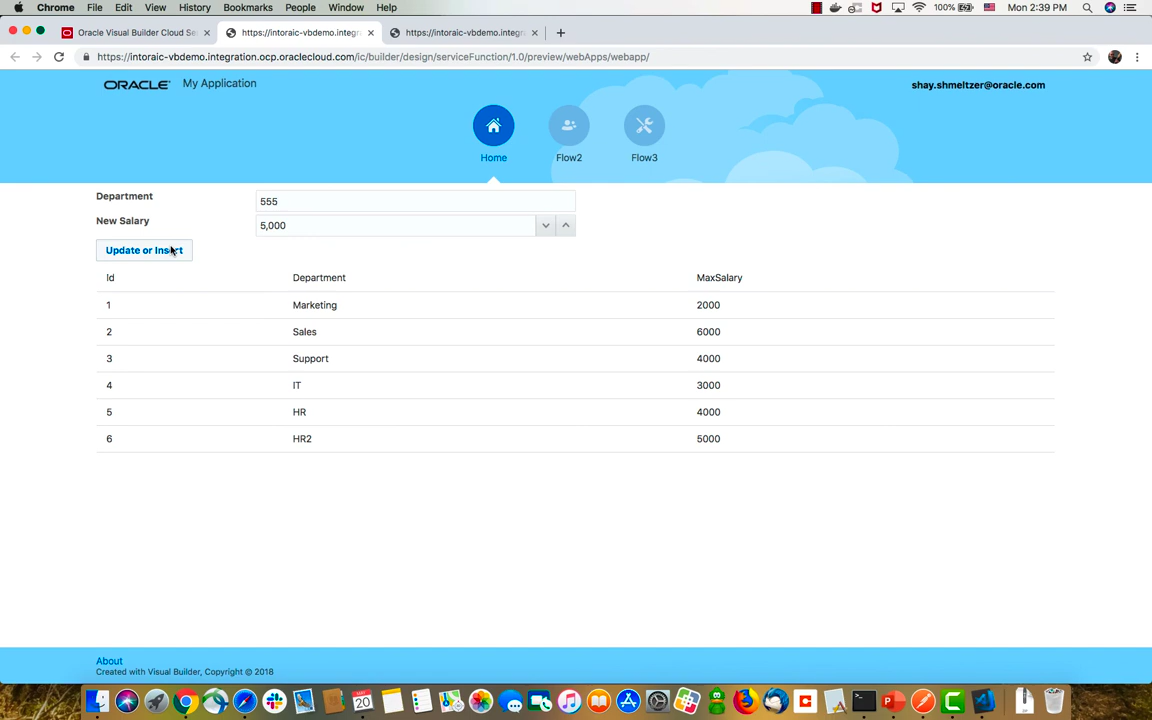 Chrome File Edit View History Bookmarks People Window Help 100% Mon 2:39 PM
Oracle Visual Builder Cloud Se × https://intoraic-vbdemo.integr × https://intoraic-vbdemo.integr × +
https://intoraic-vbdemo.integration.ocp.oraclecloud.com/ic/builder/design/serviceFunction/1.0/preview/webApps/webapp/
ORACLE My Application shay.shmeltzer@oracle.com
Home Flow2 Flow3
Department 555
New Salary 5,000
Update or Insert
Id Department MaxSalary
1 Marketing 2000
2 Sales 6000
3 Support 4000
4 IT 3000
5 HR 4000
6 HR2 5000
About
Created with Visual Builder, Copyright © 2018
20